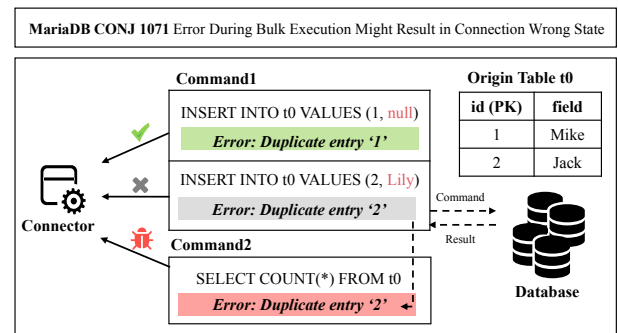 MariaDB CONJ 1071 Error During Bulk Execution Might Result in Connection Wrong State
Command1
INSERT INTO t0 VALUES (1, null)
Error: Duplicate entry ‘1’
INSERT INTO t0 VALUES (2, Lily)
Error: Duplicate entry ‘2’
Connector
Command2
SELECT COUNT(*) FROM t0
Error: Duplicate entry ‘2’
Origin Table t0
id (PK) field
1 Mike
2 Jack
Command
Result
Database